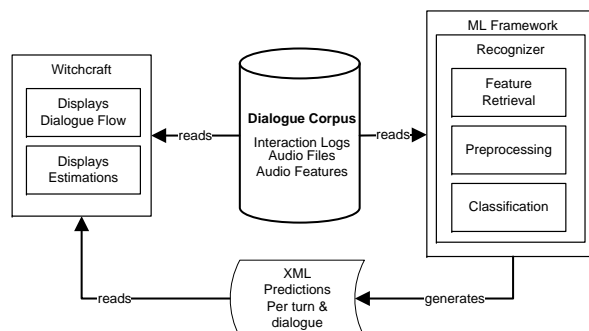 Witchcraft
Displays
Dialogue Flow
Displays
Estimations
reads
Dialogue Corpus
Interaction Logs
Audio Files
Audio Features
reads
ML Framework
Recognizer
Feature
Retrieval
Preprocessing
Classification
reads
XML
Predictions
Per turn &
dialogue
generates